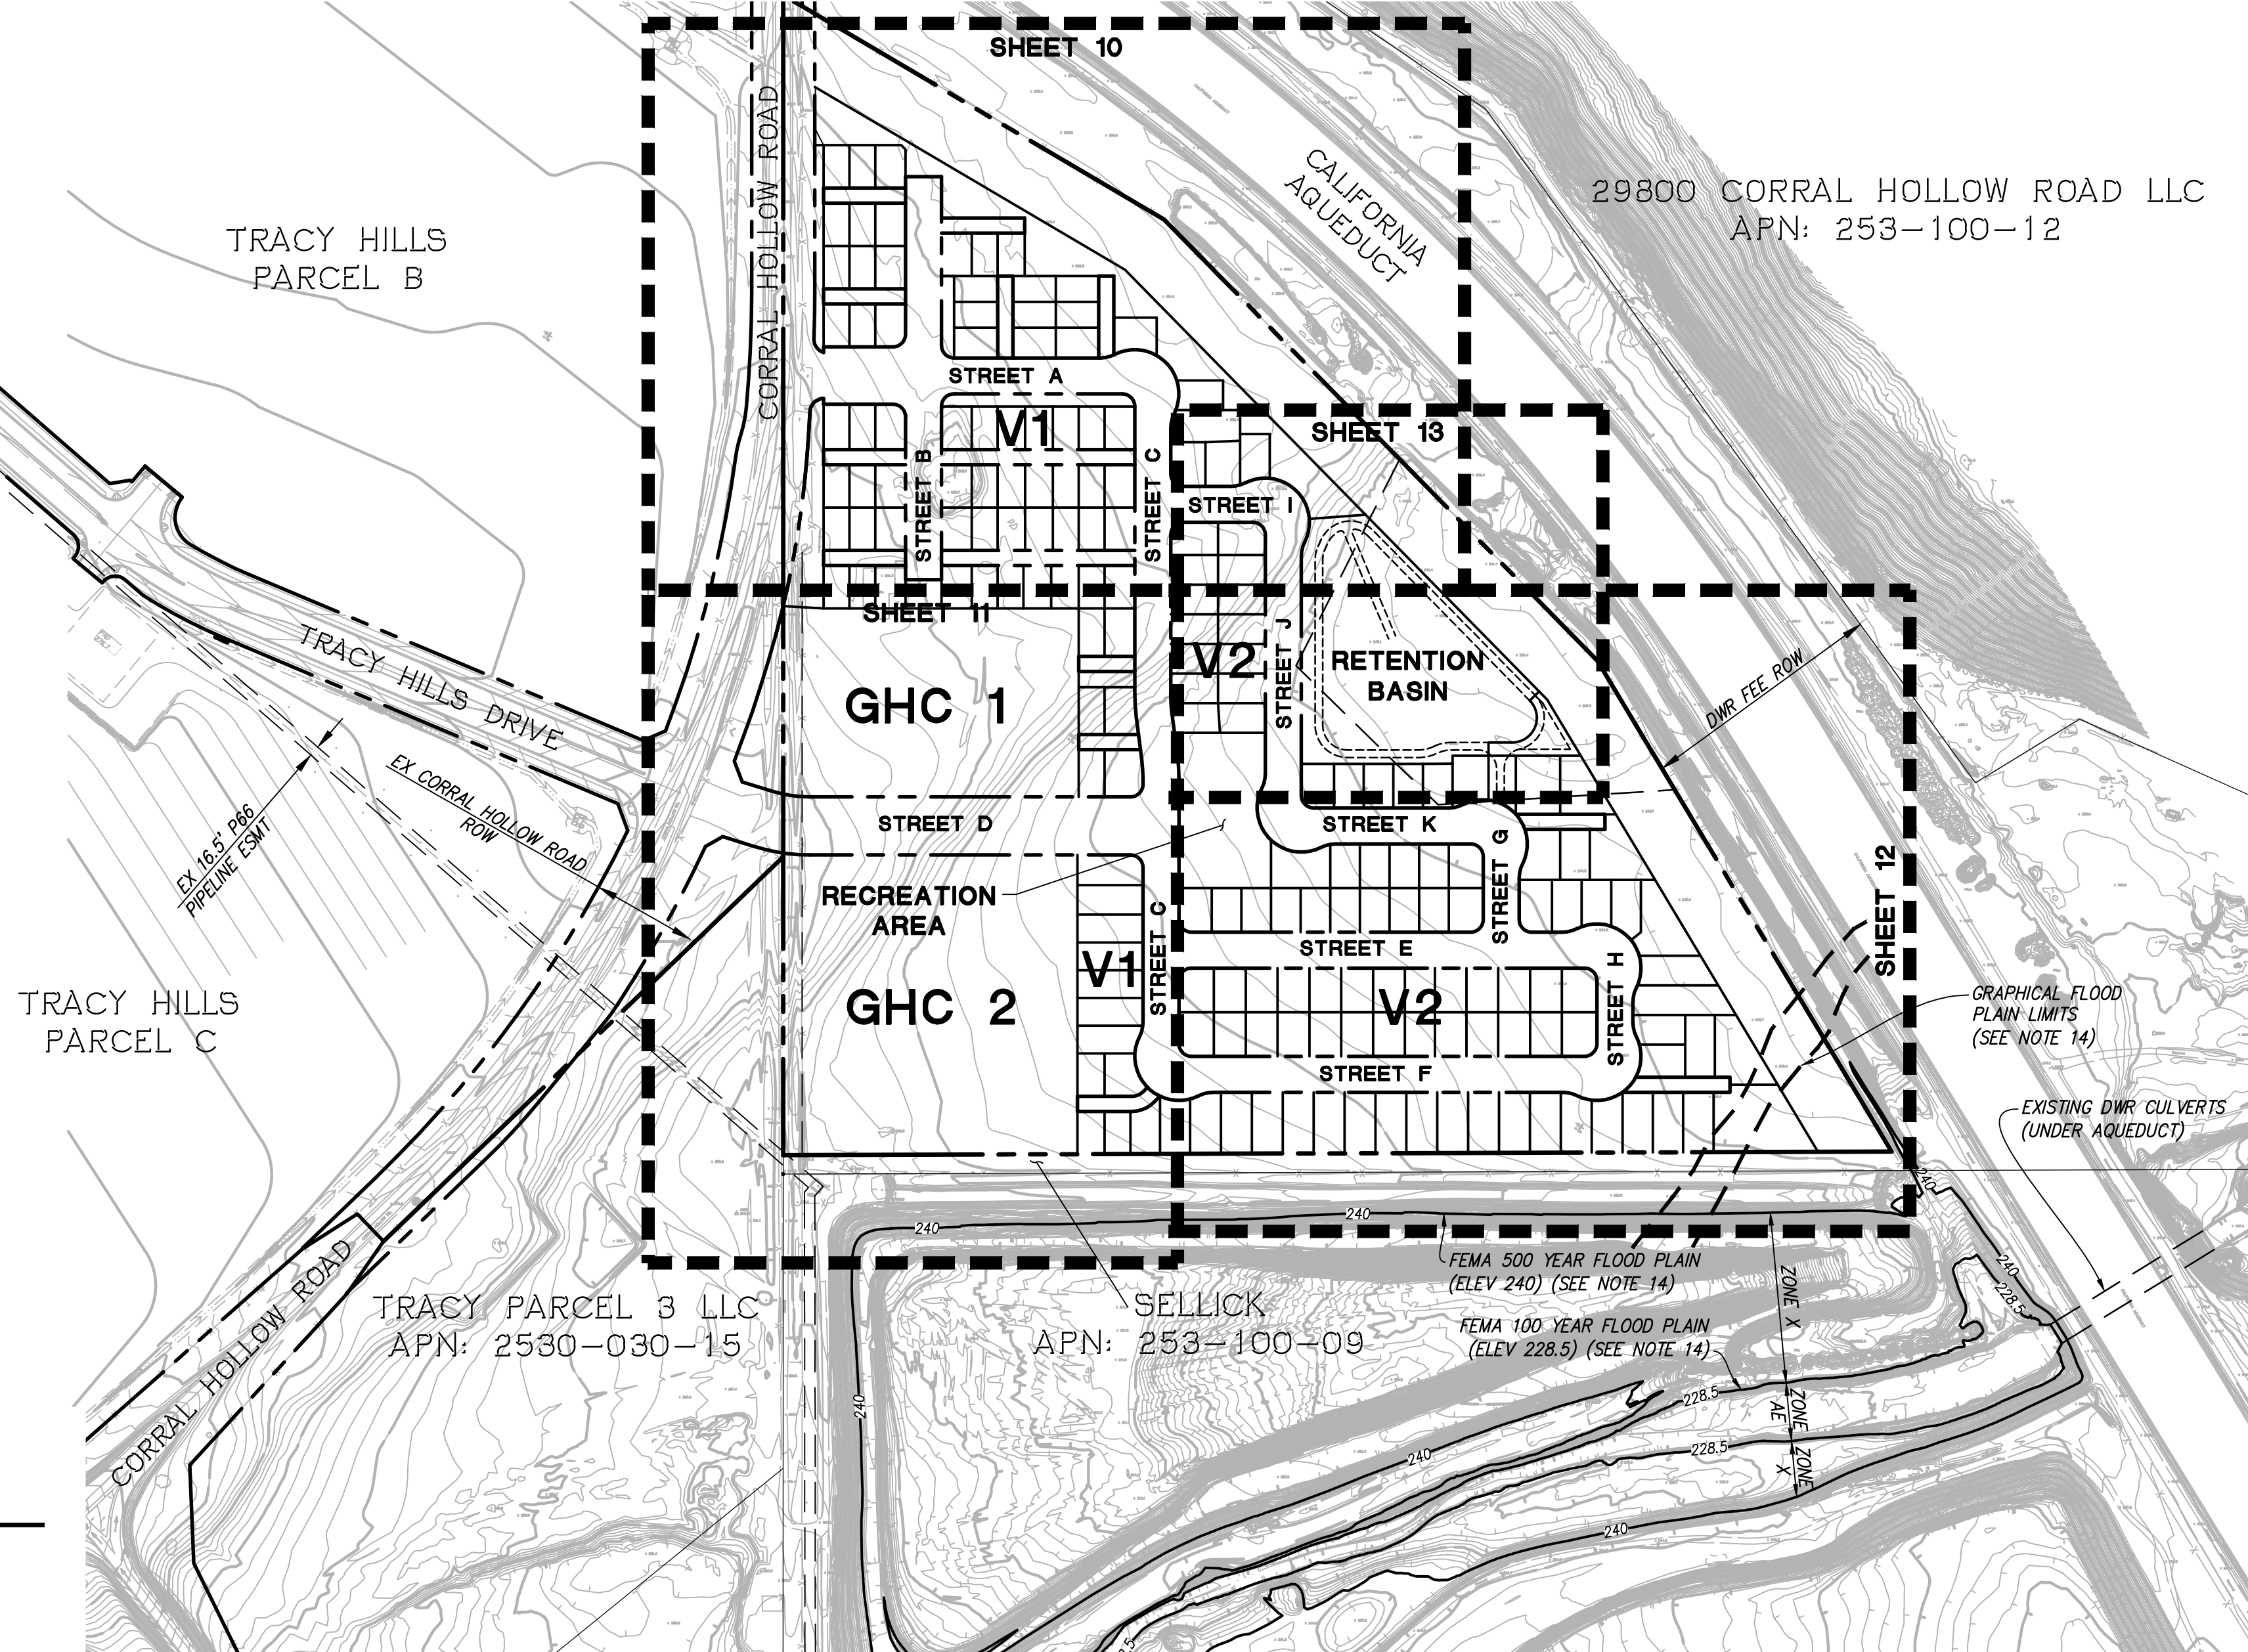 SHEET 10
CORRAL HOLLOW ROAD
CALIFORNIA
AQUEDUCT
29800 CORRAL HOLLOW ROAD LLC
APN: 253-100-12
TRACY HILLS
PARCEL B
STREET A
V1
SHEET 13
STREET B
STREET C
STREET I
SHEET 11
TRACY HILLS DRIVE
GHC 1
V2
STREET J
RETENTION
BASIN
DWR FEE ROW
EX 16.5' P66
PIPELINE ESMT
EX CORRAL HOLLOW ROAD
ROW
STREET D
STREET K
STREET G
SHEET 12
RECREATION
AREA
STREET C
STREET E
V1
GHC 2
V2
STREET H
STREET F
TRACY HILLS
PARCEL C
GRAPHICAL FLOOD
PLAIN LIMITS
(SEE NOTE 14)
EXISTING DWR CULVERTS
(UNDER AQUEDUCT)
240
240
240
FEMA 500 YEAR FLOOD PLAIN
(ELEV 240) (SEE NOTE 14)
ZONE X
240
228.5
CORRAL HOLLOW ROAD
TRACY PARCEL 3 LLC
APN: 2530-030-15
SELLICK
APN: 253-100-09
FEMA 100 YEAR FLOOD PLAIN
(ELEV 228.5) (SEE NOTE 14)
240
228.5
ZONE
AE
228.5
240
ZONE
X
240